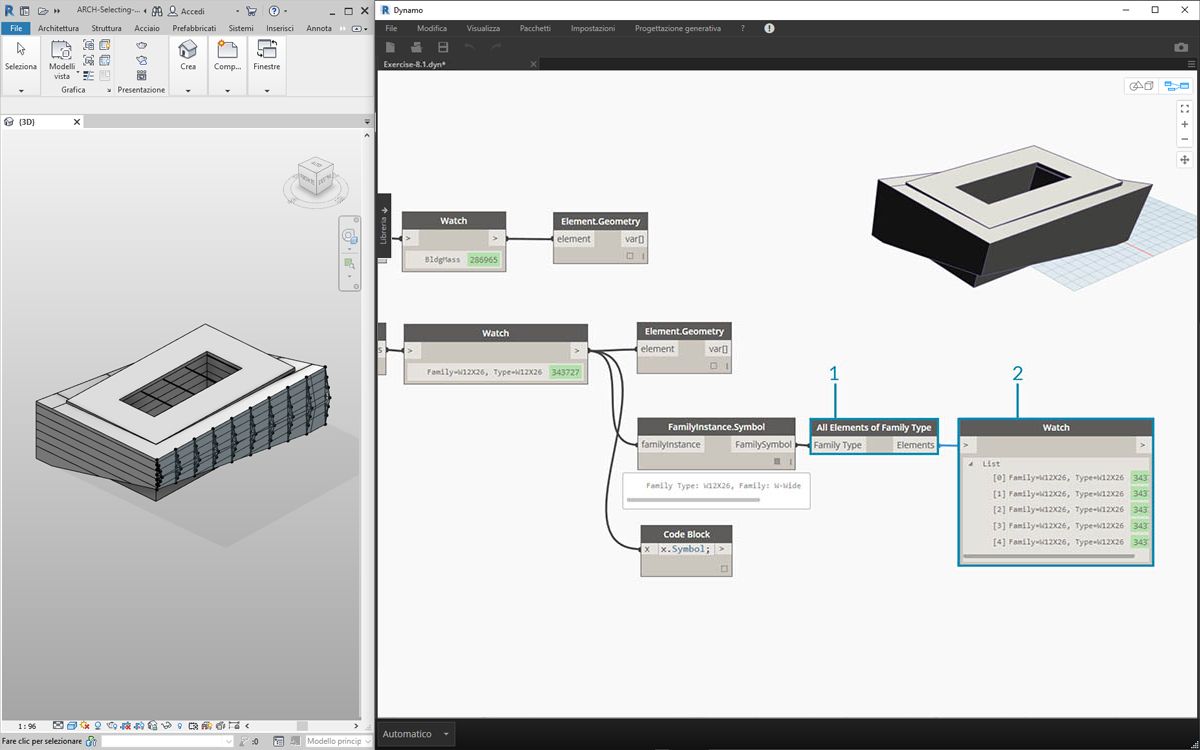 ARCH-Selecting-...
Accedi
File Architettura Struttura Acciaio Prefabbricati Sistemi Inserisci Annota
Seleziona
Modelli
vista
Crea
Comp...
Finestre
Grafica
Presentazione
{3D}
1 : 96
Fare clic per selezionare
:0
Modello princip
Dynamo
File Modifica Visualizza Pacchetti Impostazioni Progettazione generativa ?
Exercise-8.1.dyn*
Libreria
Watch
> >
BldgMass 286965
Element.Geometry
element var[]
Watch
> >
Family=W12X26, Type=W12X26 343727
Element.Geometry
element var[]
FamilyInstance.Symbol
familyInstance FamilySymbol
Family Type: W12X26, Family: W-Wide
Code Block
x x.Symbol; >
1
All Elements of Family Type
Family Type Elements
2
Watch
> >
List
[0] Family=W12X26, Type=W12X26 343
[1] Family=W12X26, Type=W12X26 343
[2] Family=W12X26, Type=W12X26 343
[3] Family=W12X26, Type=W12X26 343
[4] Family=W12X26, Type=W12X26 343
Automatico